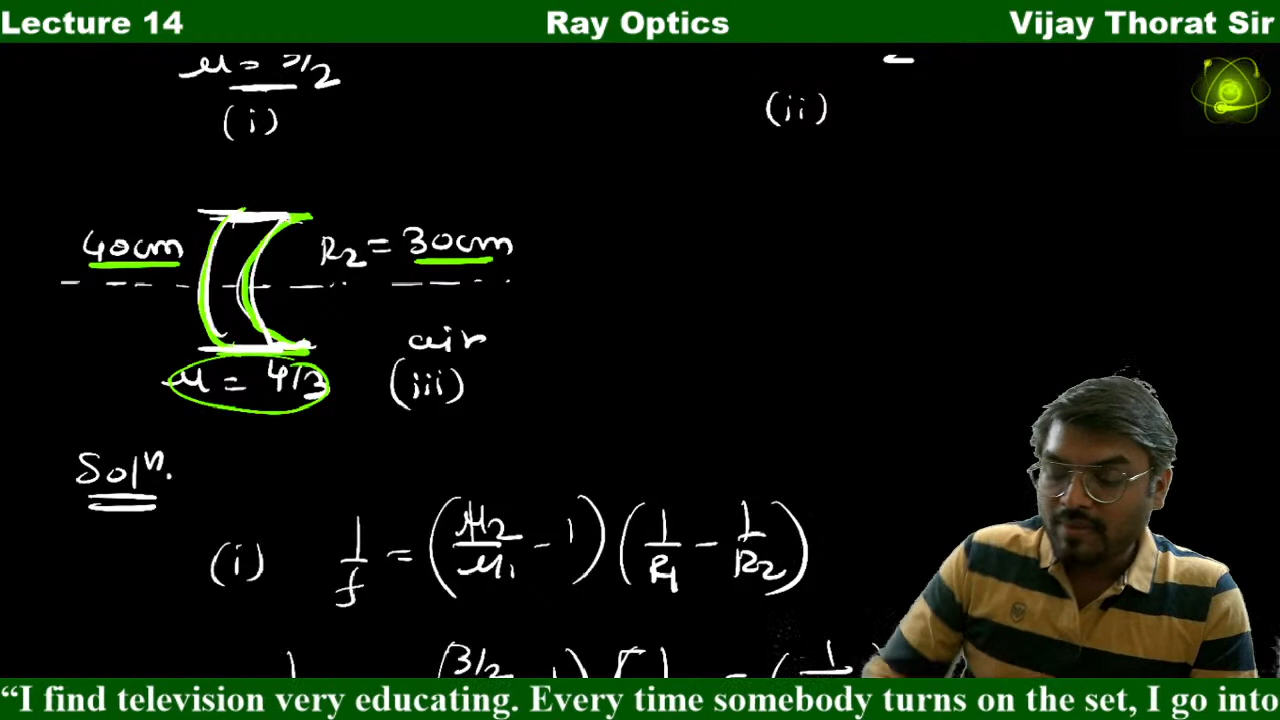 Lecture 14 Ray Optics Vijay Thorat Sir
μ = 3/2
(i) (ii)
40cm R₂ = 30cm
air
μ = 4/3 (iii)
Solⁿ.
(i) 1/f = (μ₂/μ₁ - 1) (1/R₁ - 1/R₂)
“I find television very educating. Every time somebody turns on the set, I go into